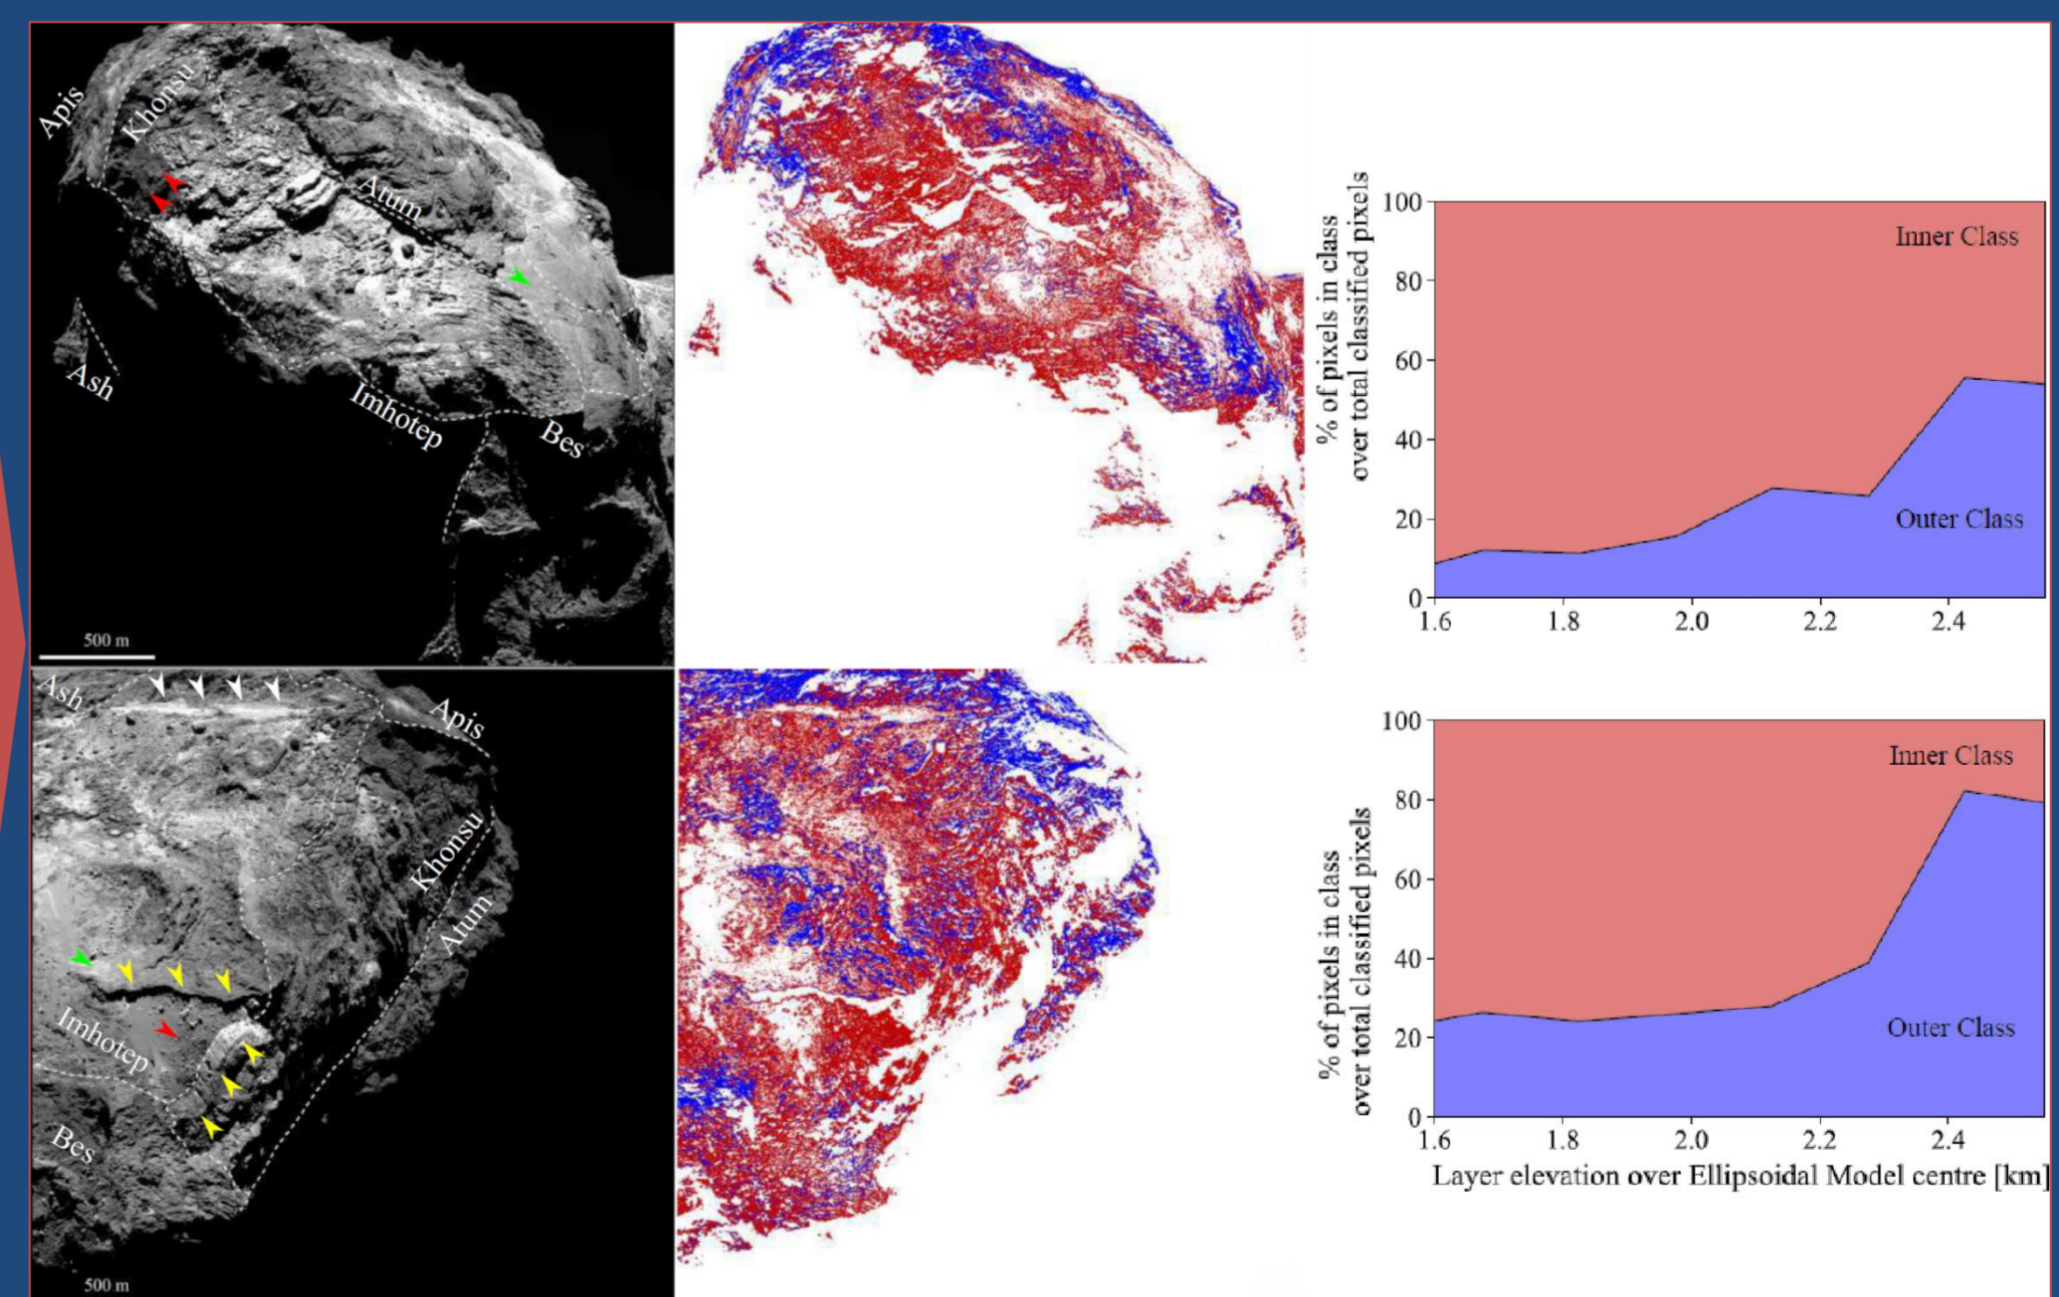 Apis
Khonsu
Atum
Ash
Imhotep
Bes
500 m
% of pixels in class
over total classified pixels
100
80
60
40
20
0
Inner Class
Outer Class
1.6 1.8 2.0 2.2 2.4
Ash
Apis
Khonsu
Atum
Imhotep
Bes
500 m
% of pixels in class
over total classified pixels
100
80
60
40
20
0
Inner Class
Outer Class
1.6 1.8 2.0 2.2 2.4
Layer elevation over Ellipsoidal Model centre [km]